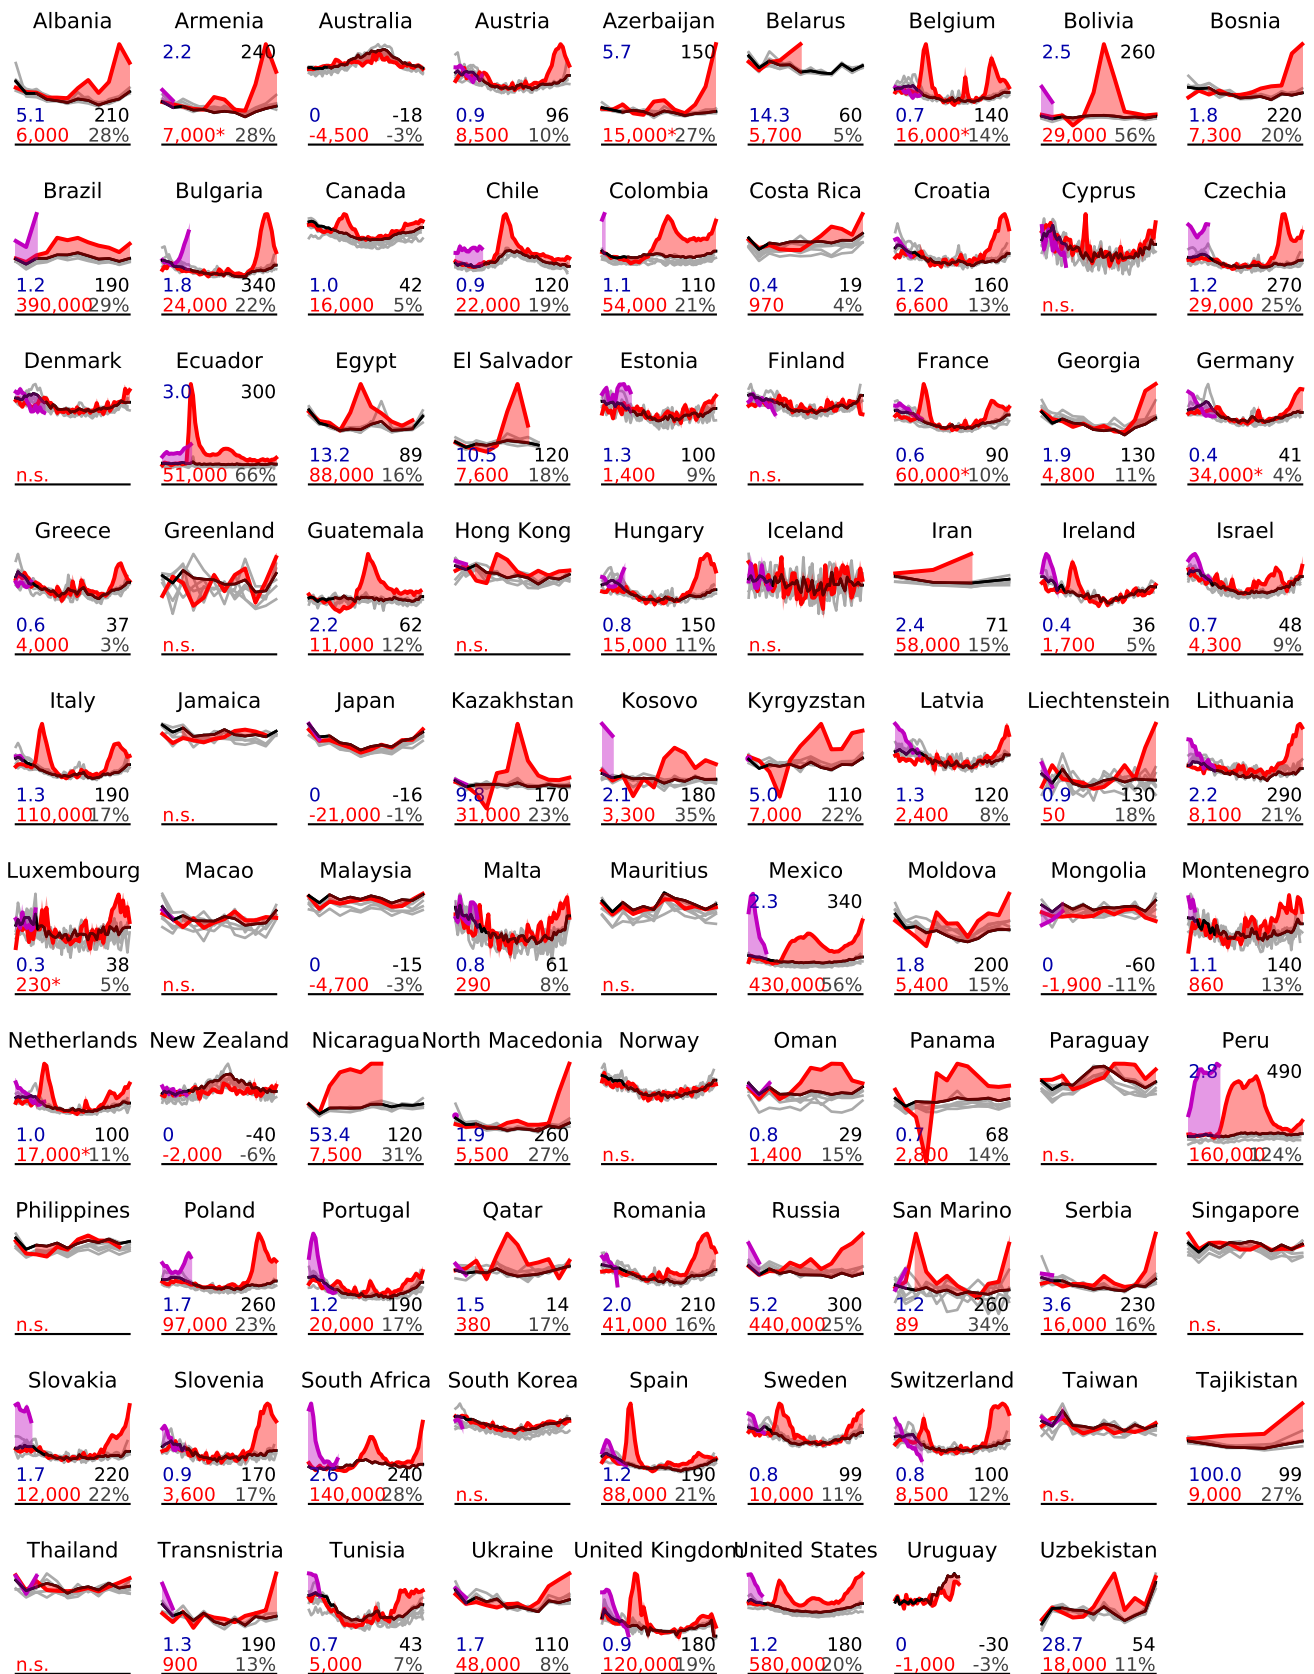 Albania Armenia Australia Austria Azerbaijan Belarus Belgium Bolivia Bosnia
2.2 240 5.7 150 2.5 260
5.1 210 0 -18 0.9 96 14.3 60 0.7 140 1.8 220
6,000 28% 7,000* 28% -4,500 -3% 8,500 10% 15,000* 27% 5,700 5% 16,000* 14% 29,000 56% 7,300 20%
Brazil Bulgaria Canada Chile Colombia Costa Rica Croatia Cyprus Czechia
1.2 190 1.8 340 1.0 42 0.9 120 1.1 110 0.4 19 1.2 160 1.2 270
390,000 29% 24,000 22% 16,000 5% 22,000 19% 54,000 21% 970 4% 6,600 13% n.s. 29,000 25%
Denmark Ecuador Egypt El Salvador Estonia Finland France Georgia Germany
3.0 300
13.2 89 10.5 120 1.3 100 0.6 90 1.9 130 0.4 41
n.s. 51,000 66% 88,000 16% 7,600 18% 1,400 9% n.s. 60,000* 10% 4,800 11% 34,000* 4%
Greece Greenland Guatemala Hong Kong Hungary Iceland Iran Ireland Israel
0.6 37 2.2 62 0.8 150 2.4 71 0.4 36 0.7 48
4,000 3% n.s. 11,000 12% n.s. 15,000 11% n.s. 58,000 15% 1,700 5% 4,300 9%
Italy Jamaica Japan Kazakhstan Kosovo Kyrgyzstan Latvia Liechtenstein Lithuania
1.3 190 0 -16 9.8 170 2.1 180 5.0 110 1.3 120 0.9 130 2.2 290
110,000 17% n.s. -21,000 -1% 31,000 23% 3,300 35% 7,000 22% 2,400 8% 50 18% 8,100 21%
Luxembourg Macao Malaysia Malta Mauritius Mexico Moldova Mongolia Montenegro
2.3 340
0.3 38 0 -15 0.8 61 1.8 200 0 -60 1.1 140
230* 5% n.s. -4,700 -3% 290 8% n.s. 430,000 56% 5,400 15% -1,900 -11% 860 13%
Netherlands New Zealand Nicaragua North Macedonia Norway Oman Panama Paraguay Peru
2.8 490
1.0 100 0 -40 53.4 120 1.9 260 0.8 29 0.7 68
17,000* 11% -2,000 -6% 7,500 31% 5,500 27% n.s. 1,400 15% 2,800 14% n.s. 160,000 124%
Philippines Poland Portugal Qatar Romania Russia San Marino Serbia Singapore
1.7 260 1.2 190 1.5 14 2.0 210 5.2 300 1.2 260 3.6 230
n.s. 97,000 23% 20,000 17% 380 17% 41,000 16% 440,000 25% 89 34% 16,000 16% n.s.
Slovakia Slovenia South Africa South Korea Spain Sweden Switzerland Taiwan Tajikistan
1.7 220 0.9 170 2.6 240 1.2 190 0.8 99 0.8 100 100.0 99
12,000 22% 3,600 17% 140,000 28% n.s. 88,000 21% 10,000 11% 8,500 12% n.s. 9,000 27%
Thailand Transnistria Tunisia Ukraine United Kingdom United States Uruguay Uzbekistan
1.3 190 0.7 43 1.7 110 0.9 180 1.2 180 0 -30 28.7 54
n.s. 900 13% 5,000 7% 48,000 8% 120,000 19% 580,000 20% -1,000 -3% 18,000 11%